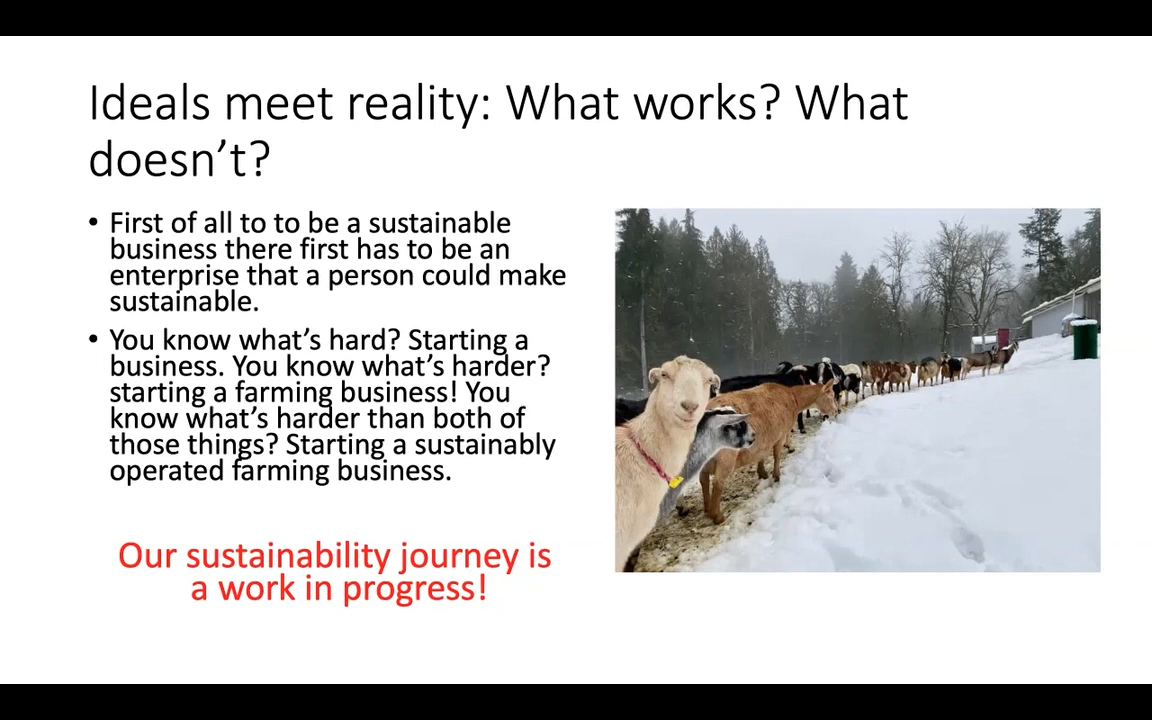 Ideals meet reality: What works? What
doesn’t?
• First of all to to be a sustainable
business there first has to be an
enterprise that a person could make
sustainable.
• You know what’s hard? Starting a
business. You know what’s harder?
starting a farming business! You
know what’s harder than both of
those things? Starting a sustainably
operated farming business.
Our sustainability journey is
a work in progress!